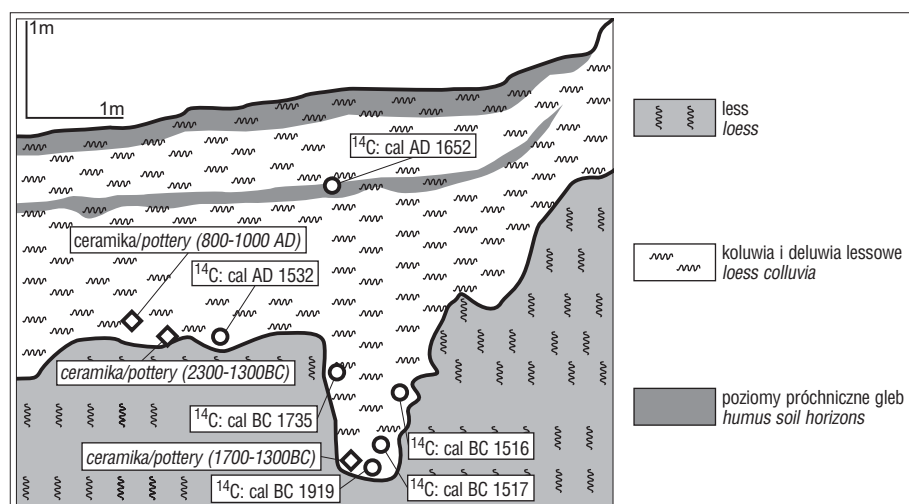 1m
1m
¹⁴C: cal AD 1652
ceramika/pottery (800-1000 AD)
¹⁴C: cal AD 1532
ceramika/pottery (2300-1300BC)
¹⁴C: cal BC 1735
¹⁴C: cal BC 1516
ceramika/pottery (1700-1300BC)
¹⁴C: cal BC 1517
¹⁴C: cal BC 1919
less
loess
koluwia i deluwia lessowe
loess colluvia
poziomy próchniczne gleb
humus soil horizons